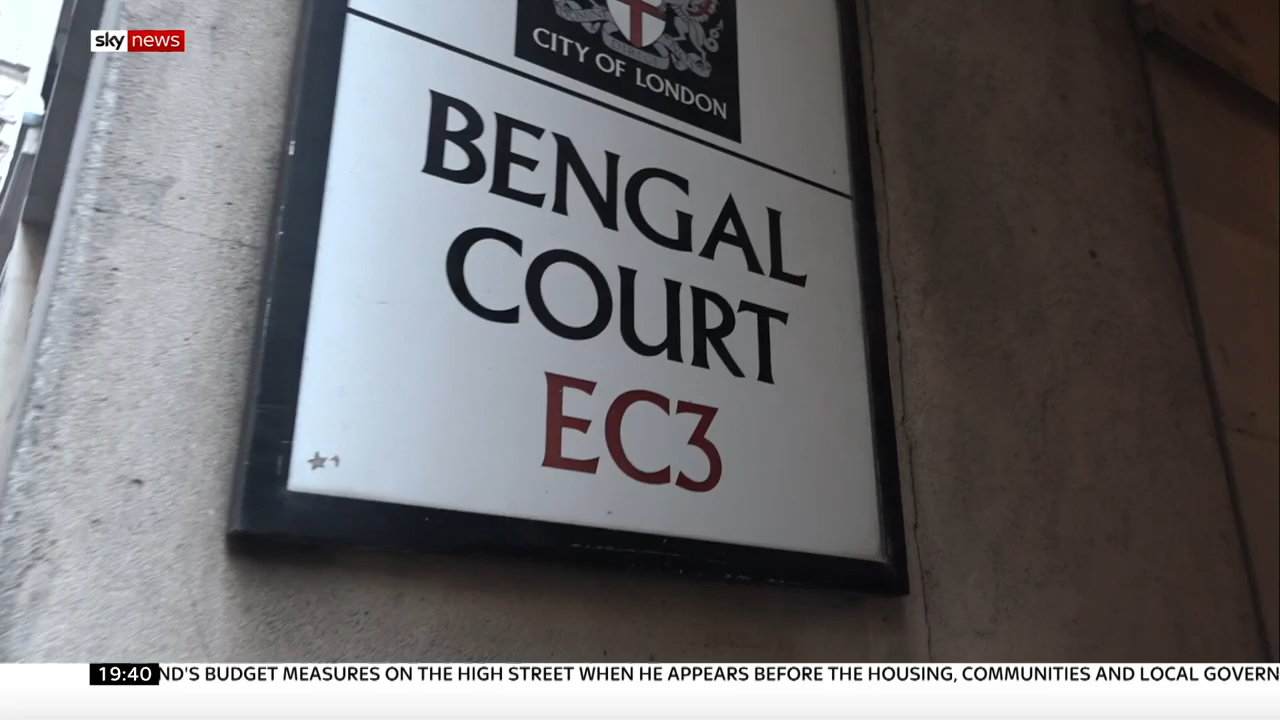 sky news
CITY OF LONDON
BENGAL
COURT
EC3
19:40 ND'S BUDGET MEASURES ON THE HIGH STREET WHEN HE APPEARS BEFORE THE HOUSING, COMMUNITIES AND LOCAL GOVERN